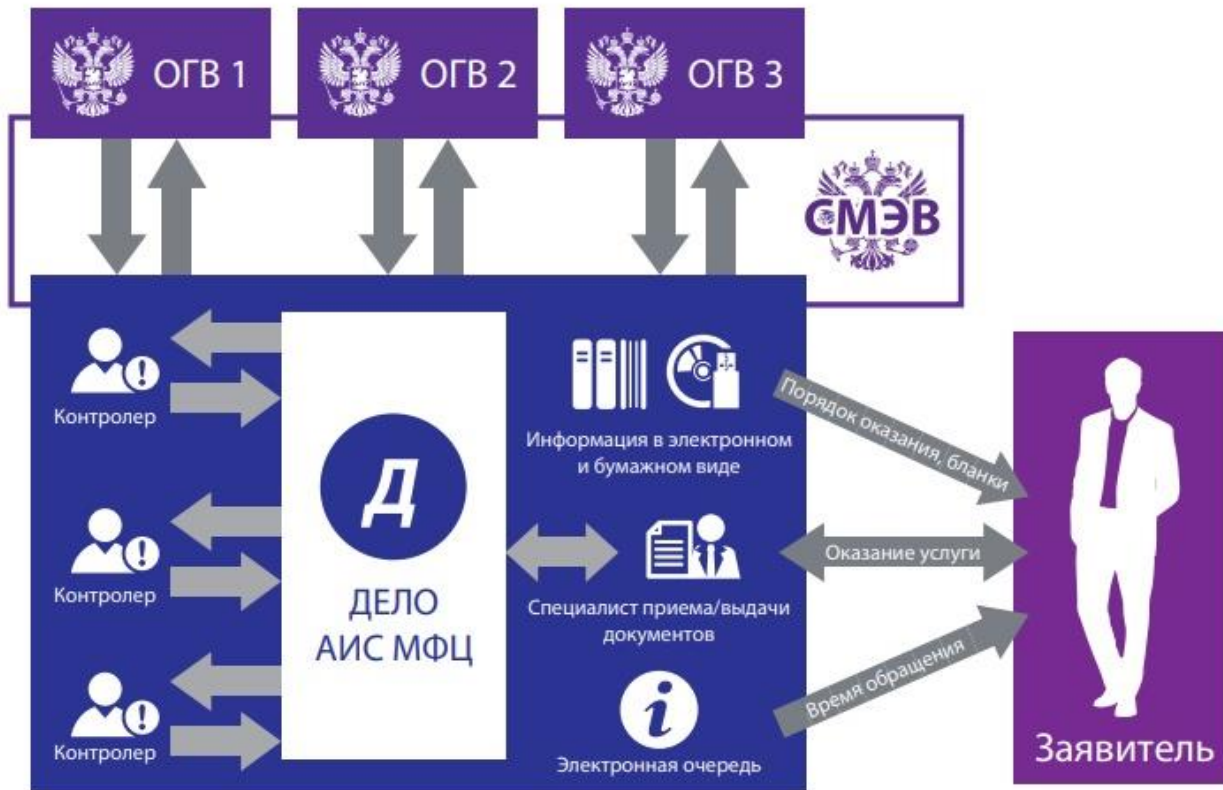 ОГВ 1
ОГВ 2
ОГВ 3
СМЭВ
Контролер
Контролер
Контролер
Д
ДЕЛО
АИС МФЦ
Информация в электронном
и бумажном виде
Специалист приема/выдачи
документов
i
Электронная очередь
Порядок оказания, бланки
Оказание услуги
Время обращения
Заявитель